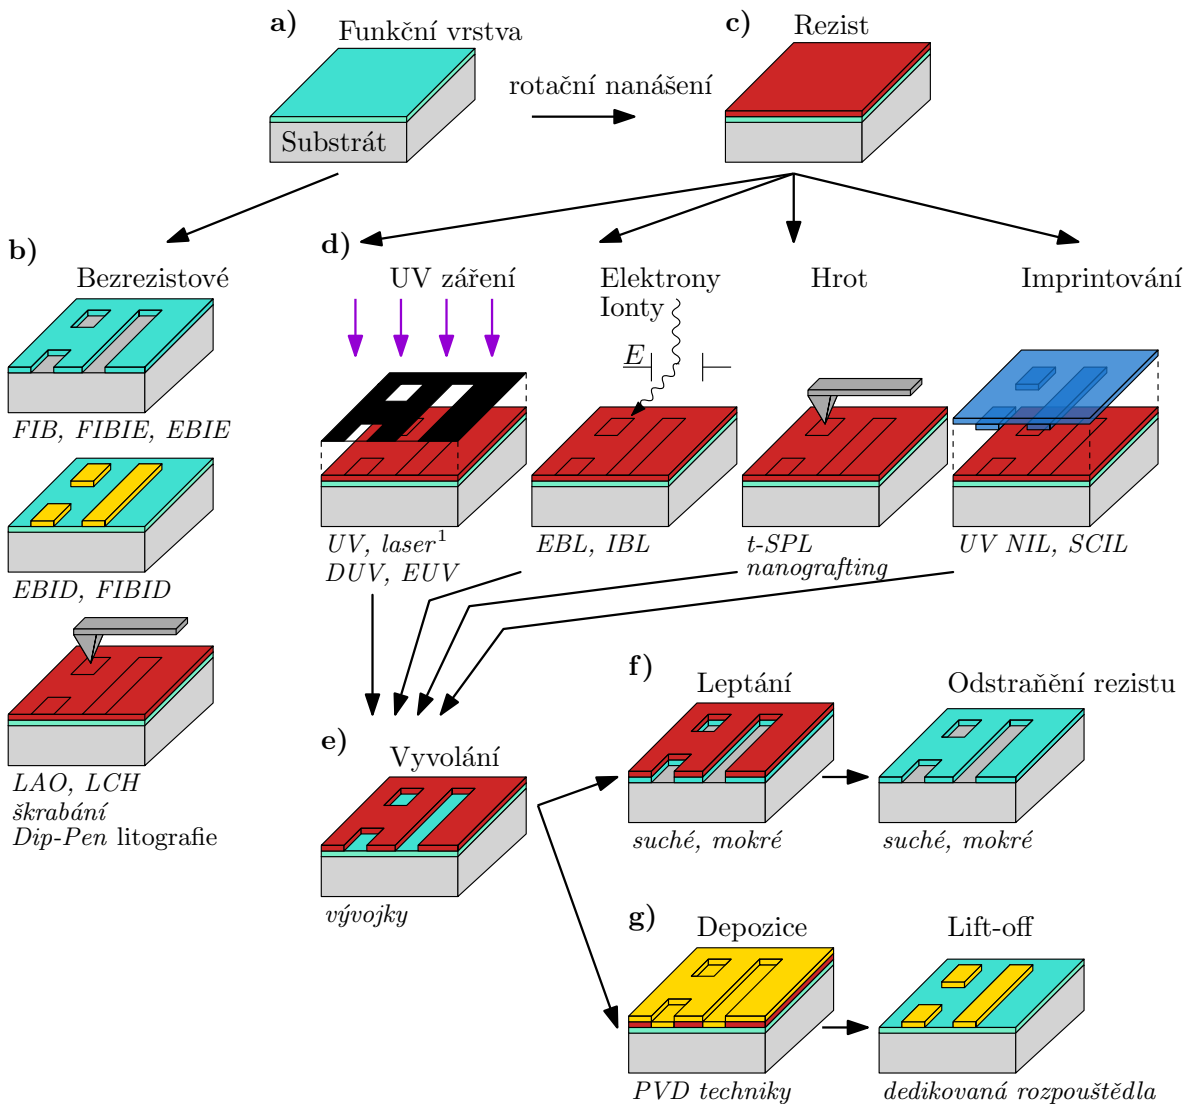 a)
Funkční vrstva
Substrát
rotační nanášení
c)
Rezist
b)
Bezrezistové
FIB, FIBIE, EBIE
EBID, FIBID
LAO, LCH
škrabání
Dip-Pen litografie
d)
UV záření
UV, laser¹
DUV, EUV
Elektrony
Ionty
E
EBL, IBL
Hrot
t-SPL
nanografting
Imprintování
UV NIL, SCIL
e)
Vyvolání
vývojky
f)
Leptání
suché, mokré
Odstraňění rezistu
suché, mokré
g)
Depozice
PVD techniky
Lift-off
dedikovaná rozpouštědla